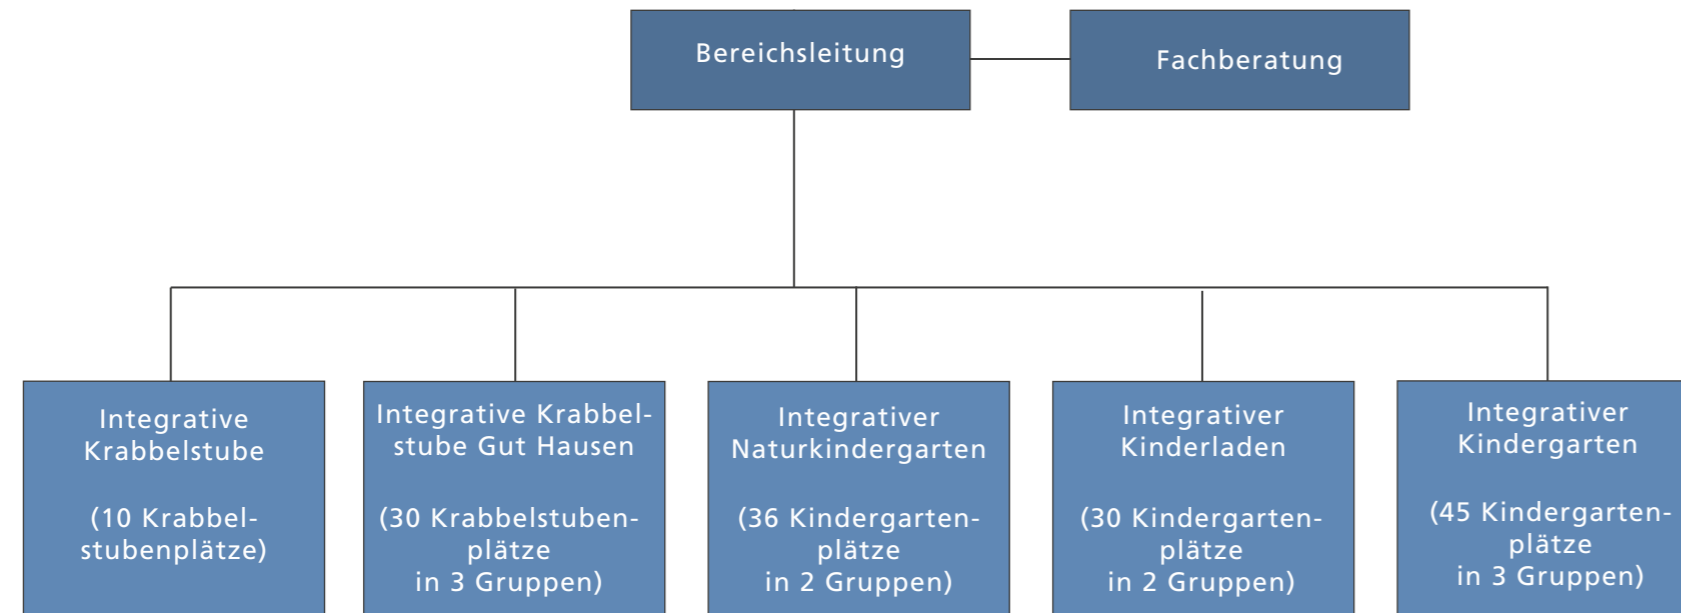 Bereichsleitung
Fachberatung
Integrative
Krabbelstube
(10 Krabbel-
stubenplätze)
Integrative Krabbel-
stube Gut Hausen
(30 Krabbelstuben-
plätze
in 3 Gruppen)
Integrativer
Naturkindergarten
(36 Kindergarten-
plätze
in 2 Gruppen)
Integrativer
Kinderladen
(30 Kindergarten-
plätze
in 2 Gruppen)
Integrativer
Kindergarten
(45 Kindergarten-
plätze
in 3 Gruppen)